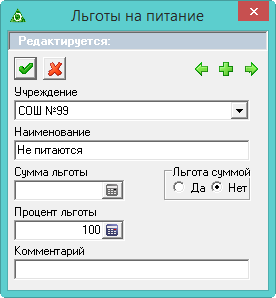 Льготы на питание
Редактируется:
Учреждение
СОШ №99
Наименование
Не питаются
Сумма льготы
Льгота суммой
Да Нет
Процент льготы
100
Комментарий